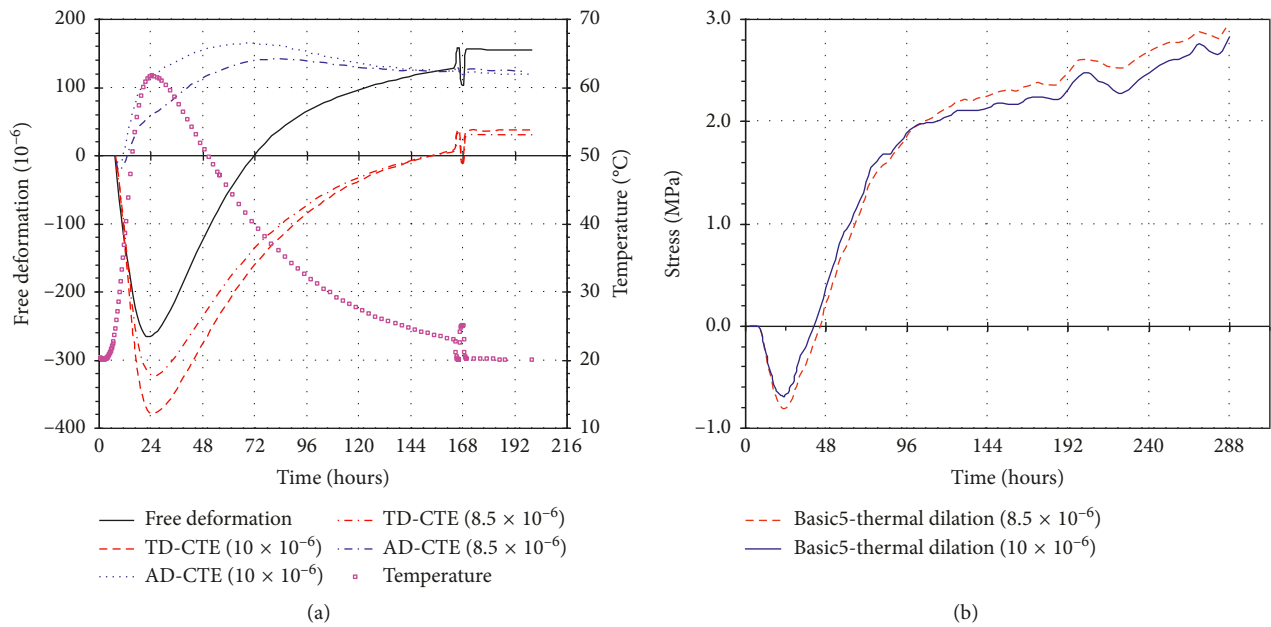 Free deformation (10⁻⁶)
200
100
0
−100
−200
−300
−400
70
60
50
40
30
20
10
Temperature (°C)
0 24 48 72 96 120 144 168 192 216
Time (hours)
Free deformation
TD-CTE (10 × 10⁻⁶)
AD-CTE (10 × 10⁻⁶)
TD-CTE (8.5 × 10⁻⁶)
AD-CTE (8.5 × 10⁻⁶)
Temperature
(a)
Stress (MPa)
3.0
2.0
1.0
0.0
−1.0
0 48 96 144 192 240 288
Time (hours)
Basic5-thermal dilation (8.5 × 10⁻⁶)
Basic5-thermal dilation (10 × 10⁻⁶)
(b)